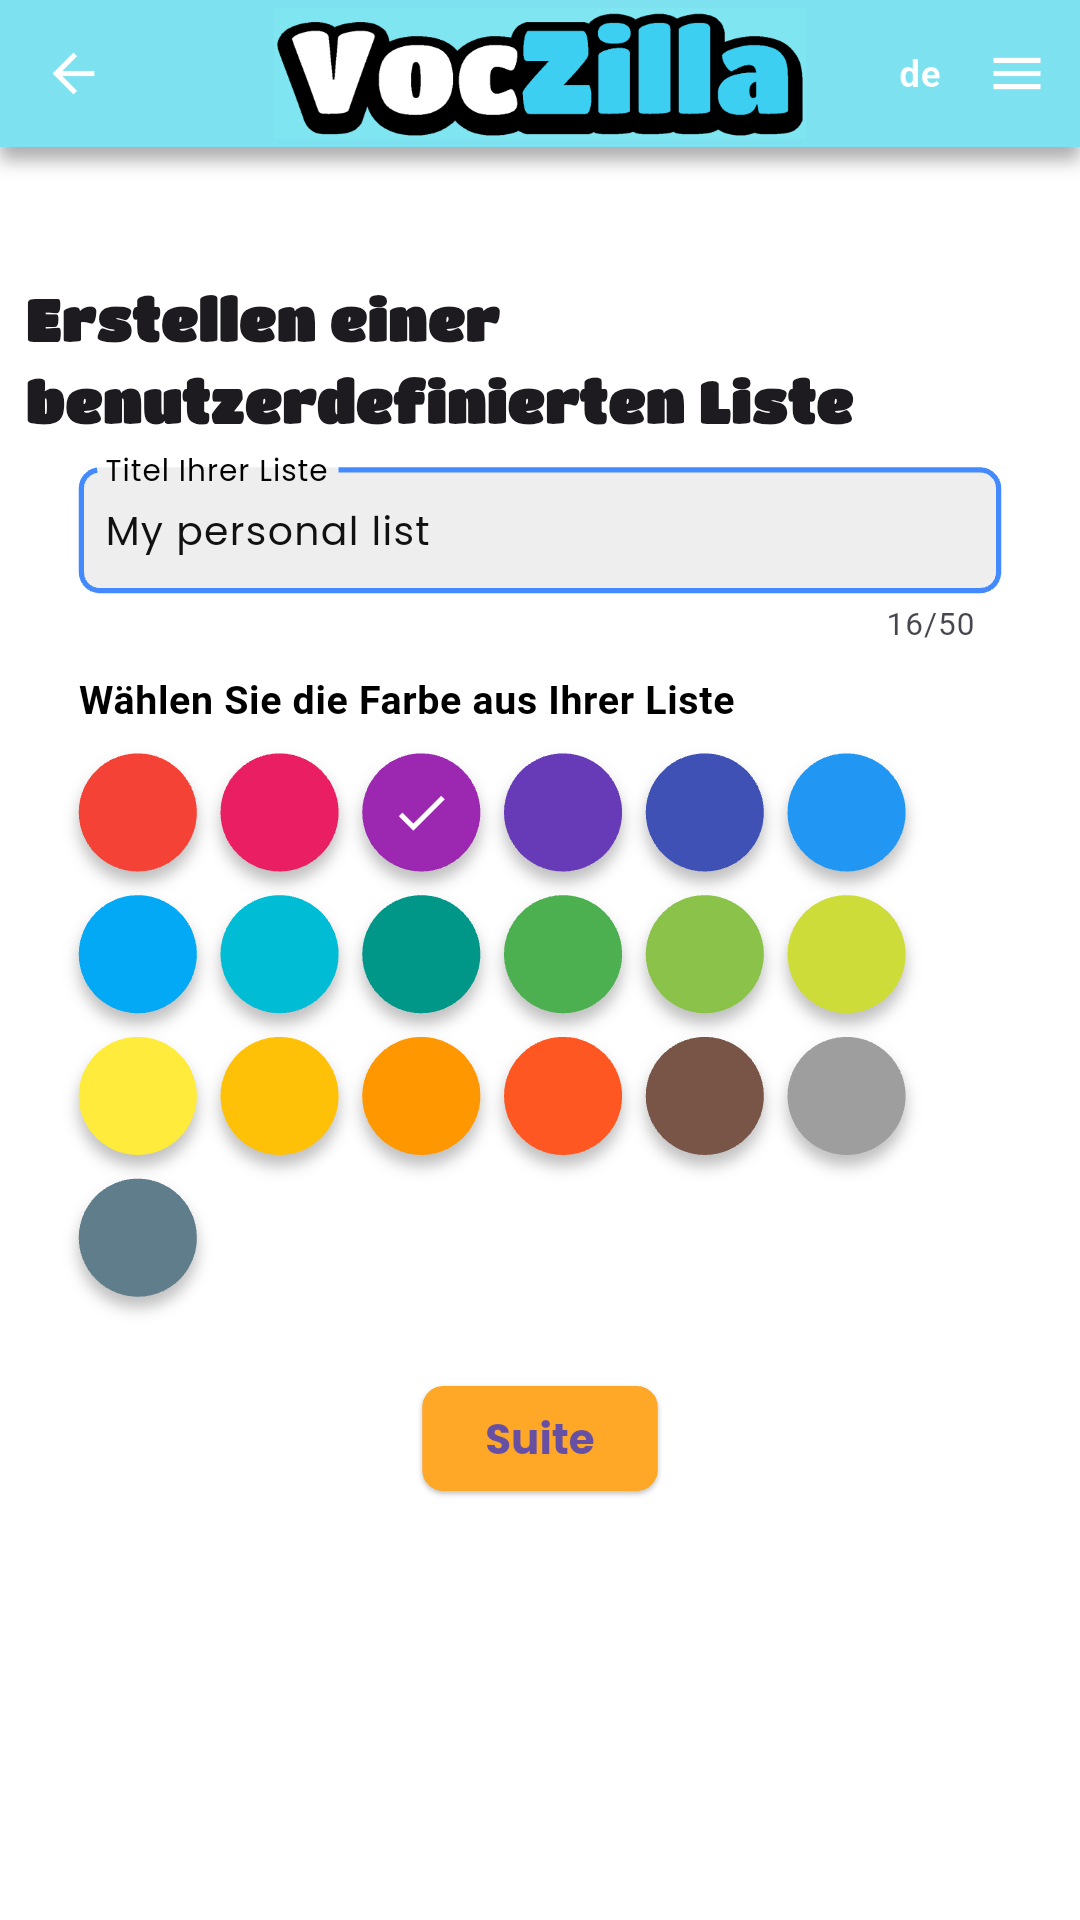 VocZilla
de
Erstellen einer
benutzerdefinierten Liste
Titel Ihrer Liste
My personal list
16/50
Wählen Sie die Farbe aus Ihrer Liste
Suite